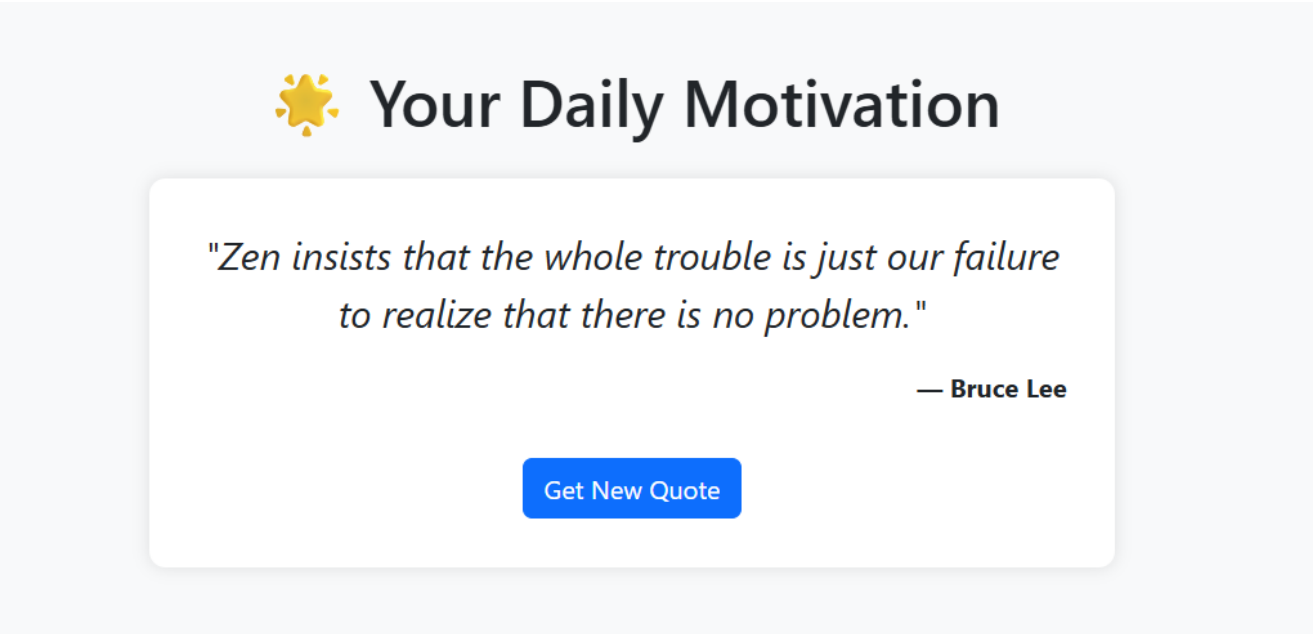 Your Daily Motivation
"Zen insists that the whole trouble is just our failure
to realize that there is no problem."
— Bruce Lee
Get New Quote